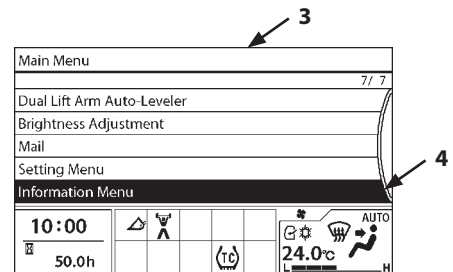 3
Main Menu
7/ 7
Dual Lift Arm Auto-Leveler
Brightness Adjustment
Mail
Setting Menu
4
Information Menu
10:00
AUTO
50.0h
TC
24.0℃
L H